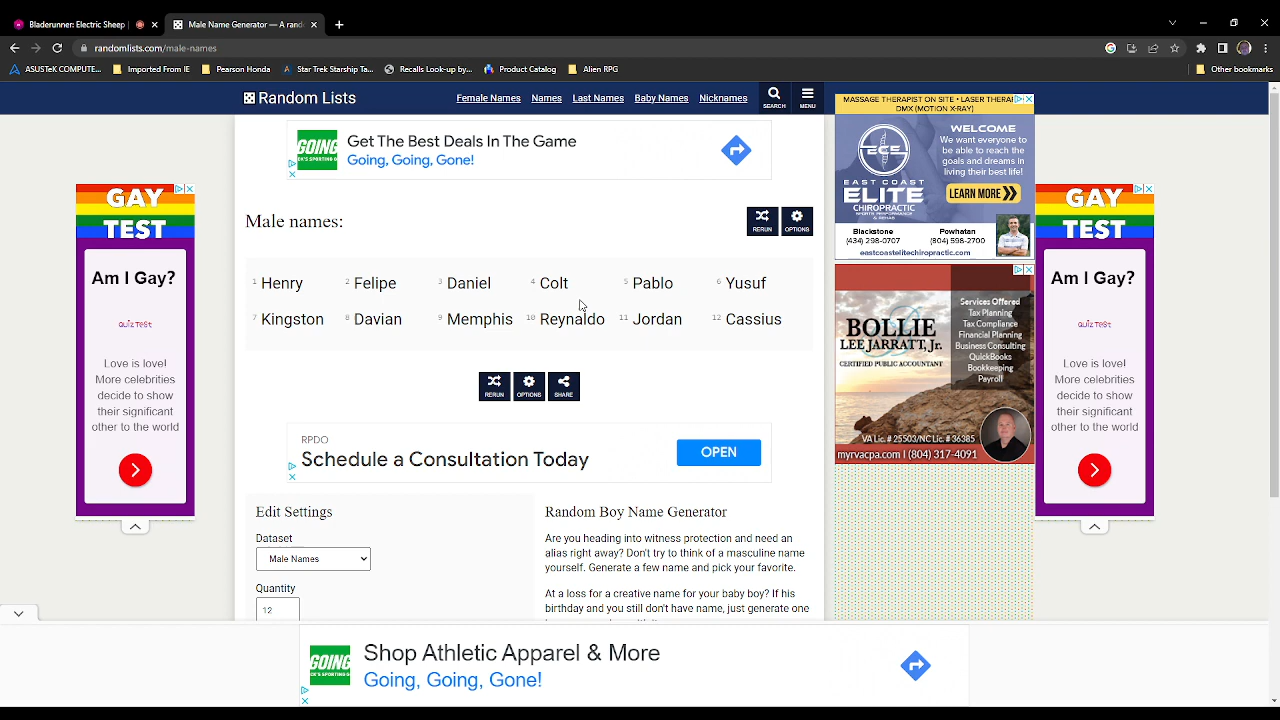 Bladerunner: Electric Sheep
Male Name Generator — A rand
randomlists.com/male-names
ASUSTeK COMPUTE...
Imported From IE
Pearson Honda
Star Trek Starship Ta...
Recalls Look-up by...
Product Catalog
Alien RPG
Other bookmarks
Random Lists
Female Names
Names
Last Names
Baby Names
Nicknames
SEARCH
MENU
GOING
Get The Best Deals In The Game
Going, Going, Gone!
GAY
TEST
Am I Gay?
QUIZ TEST
Love is love!
More celebrities
decide to show
their significant
other to the world
Male names:
RERUN
OPTIONS
1 Henry
2 Felipe
3 Daniel
4 Colt
5 Pablo
6 Yusuf
7 Kingston
8 Davian
9 Memphis
10 Reynaldo
11 Jordan
12 Cassius
RERUN
OPTIONS
SHARE
RPDO
Schedule a Consultation Today
OPEN
Edit Settings
Dataset
Male Names
Quantity
12
Random Boy Name Generator
Are you heading into witness protection and need an
alias right away? Don't try to think of a masculine name
yourself. Generate a few name and pick your favorite.
At a loss for a creative name for your baby boy? If his
birthday and you still don't have name, just generate one
MASSAGE THERAPIST ON SITE • LASER THERA
DMX (MOTION X-RAY)
ECS
EAST COAST
ELITE
CHIROPRACTIC
SPORTS PERFORMANCE
& REHAB
WELCOME
We want everyone to
be able to reach the
goals and dreams in
living their best life!
LEARN MORE
Blackstone
(434) 298-0707
Powhatan
(804) 598-2700
eastcoastelitechiropractic.com
BOLLIE
LEE JARRATT, Jr.
CERTIFIED PUBLIC ACCOUNTANT
Services Offered
Tax Planning
Tax Compliance
Financial Planning
Business Consulting
QuickBooks
Bookkeeping
Payroll
VA Lic. # 25503/NC Lic. # 36385
myrvacpa.com I (804) 317-4091
GAY
TEST
Am I Gay?
QUIZ TEST
Love is love!
More celebrities
decide to show
their significant
other to the world
GOING
Shop Athletic Apparel & More
Going, Going, Gone!